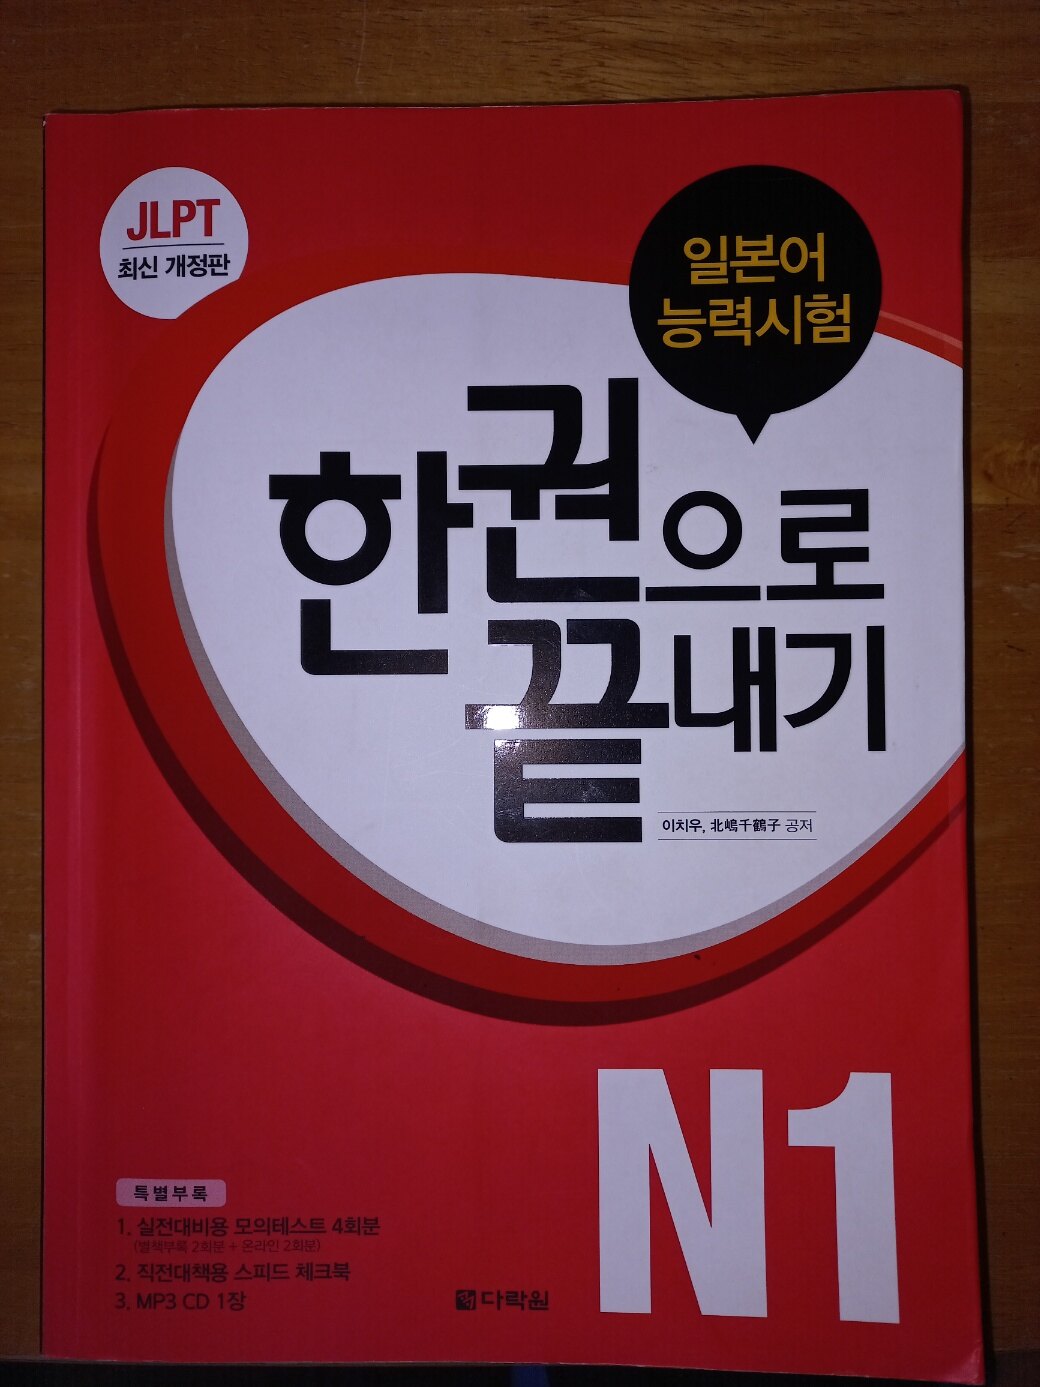 JLPT
최신 개정판
일본어
능력시험
한권으로
끝내기
이치우, 北嶋千鶴子 공저
N1
특별부록
1. 실전대비용 모의테스트 4회분
(별책부록 2회분 + 온라인 2회분)
2. 직전대책용 스피드 체크북
3. MP3 CD 1장
다락원